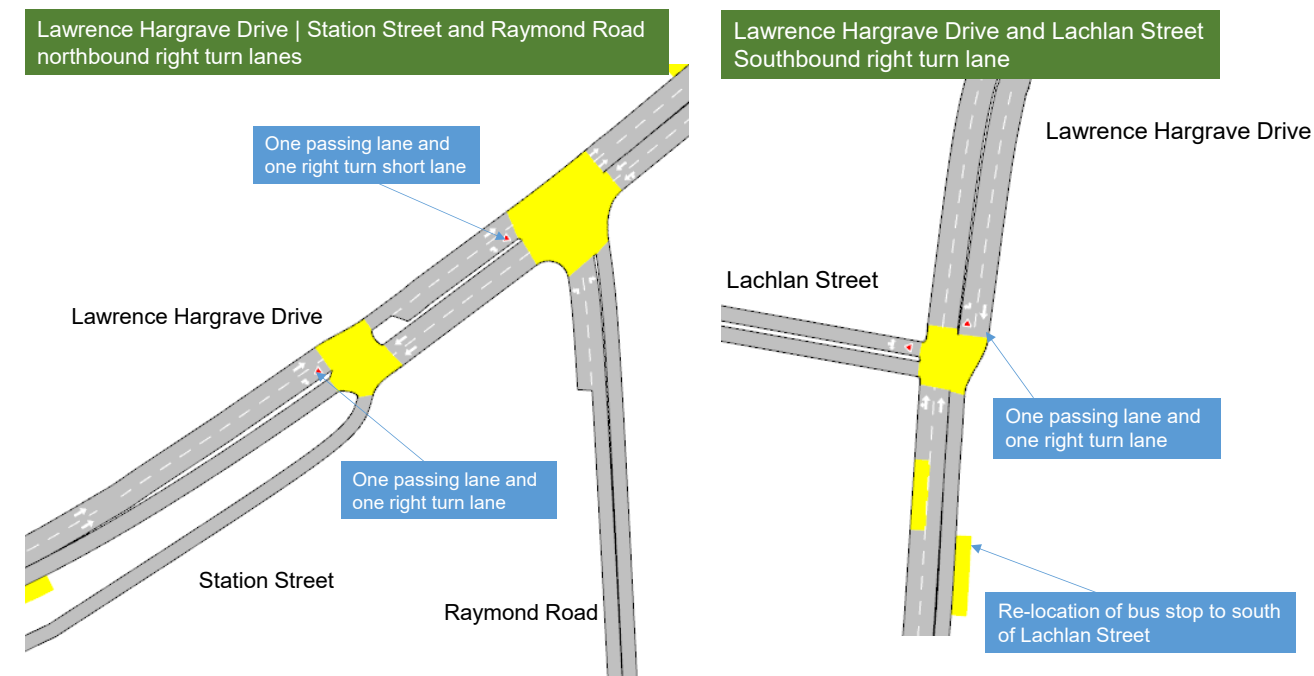 Lawrence Hargrave Drive | Station Street and Raymond Road
northbound right turn lanes
One passing lane and
one right turn short lane
Lawrence Hargrave Drive
One passing lane and
one right turn lane
Station Street
Raymond Road
Lawrence Hargrave Drive and Lachlan Street
Southbound right turn lane
Lawrence Hargrave Drive
Lachlan Street
One passing lane and
one right turn lane
Re-location of bus stop to south
of Lachlan Street